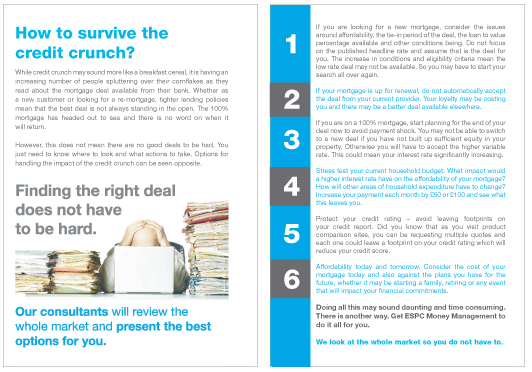 How to survive the
credit crunch?
While credit crunch may sound more like a breakfast cereal, it is having an
increasing number of people spluttering over their cornflakes as they
read about the mortgage deal available from their bank. Whether as
a new customer or looking for a re-mortgage, tighter lending policies
mean that the best deal is not always standing in the open. The 100%
mortgage has headed out to sea and there is no word on when it
will return.
However, this does not mean there are no good deals to be had. You
just need to know where to look and what actions to take. Options for
handling the impact of the credit crunch can be seen opposite.
Finding the right deal
does not have
to be hard.
Our consultants will review the
whole market and present the best
options for you.
1
If you are looking for a new mortgage, consider the issues
around affordability, the tie-in period of the deal, the loan to value
percentage available and other conditions being. Do not focus
on the published headline rate and assume that is the deal for
you. The increase in conditions and eligibility criteria mean the
low rate deal may not be available. So you may have to start your
search all over again.
2
If your mortgage is up for renewal, do not automatically accept
the deal from your current provider. Your loyalty may be costing
you and there may be a better deal available elsewhere.
3
If you are on a 100% mortgage, start planning for the end of your
deal now to avoid payment shock. You may not be able to switch
to a new deal if you have not built up sufficient equity in your
property. Otherwise you will have to accept the higher variable
rate. This could mean your interest rate significantly increasing.
4
Stress test your current household budget. What impact would
a higher interest rate have on the affordability of your mortgage?
How will other areas of household expenditure have to change?
Increase your payment each month by £50 or £100 and see what
this leaves you.
5
Protect your credit rating – avoid leaving footprints on
your credit report. Did you know that as you visit product
comparison sites, you can be requesting multiple quotes and
each one could leave a footprint on your credit rating which will
reduce your credit score.
6
Affordability today and tomorrow. Consider the cost of your
mortgage today and also against the plans you have for the
future, whether it may be starting a family, retiring or any event
that will impact your financial commitments.
Doing all this may sound daunting and time consuming.
There is another way. Get ESPC Money Management to
do it all for you.
We look at the whole market so you do not have to.